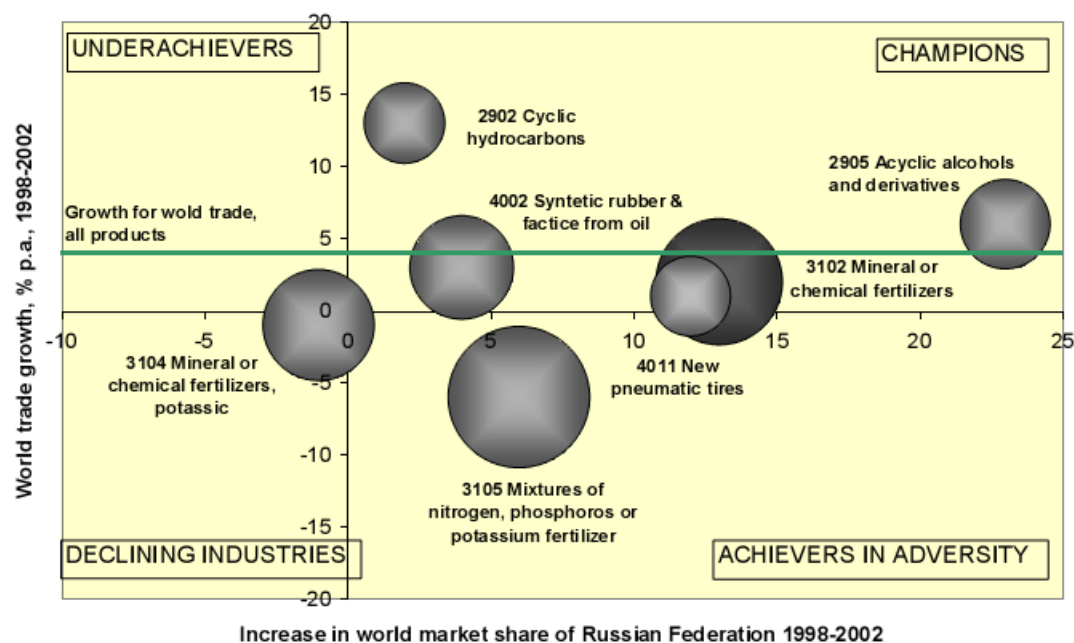 20
UNDERACHIEVERS
CHAMPIONS
15
2902 Cyclic
hydrocarbons
10
2905 Acyclic alcohols
and derivatives
4002 Syntetic rubber &
factice from oil
Growth for wold trade,
all products
5
3102 Mineral or
chemical fertilizers
0
-10
-5
0
5
10
15
20
25
3104 Mineral or
chemical fertilizers,
potassic
4011 New
pneumatic tires
-5
-10
3105 Mixtures of
nitrogen, phosphoros or
potassium fertilizer
-15
DECLINING INDUSTRIES
ACHIEVERS IN ADVERSITY
-20
World trade growth, % p.a., 1998-2002
Increase in world market share of Russian Federation 1998-2002